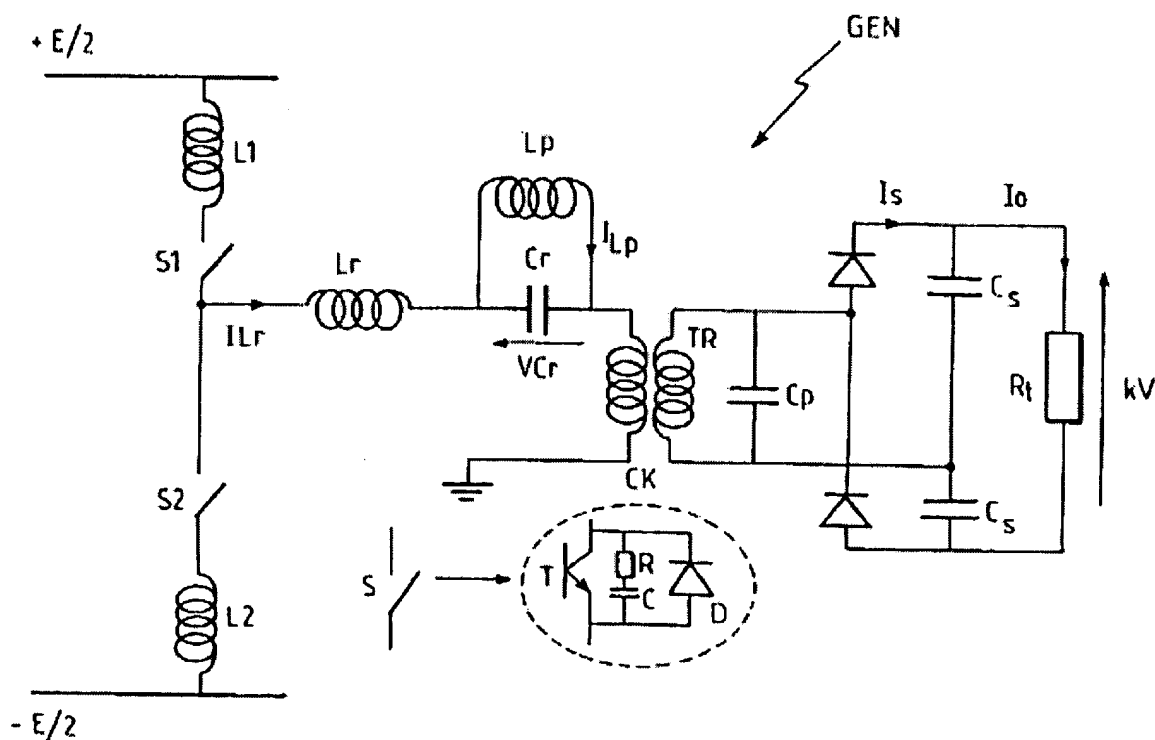 GEN
+ E/2
L1
Lp
Is
Io
ILp
S1
Lr
Cr
Cs
ILr
VCr
TR
Cp
Rt
kV
S2
CK
Cs
S
T
R
C
D
L2
- E/2